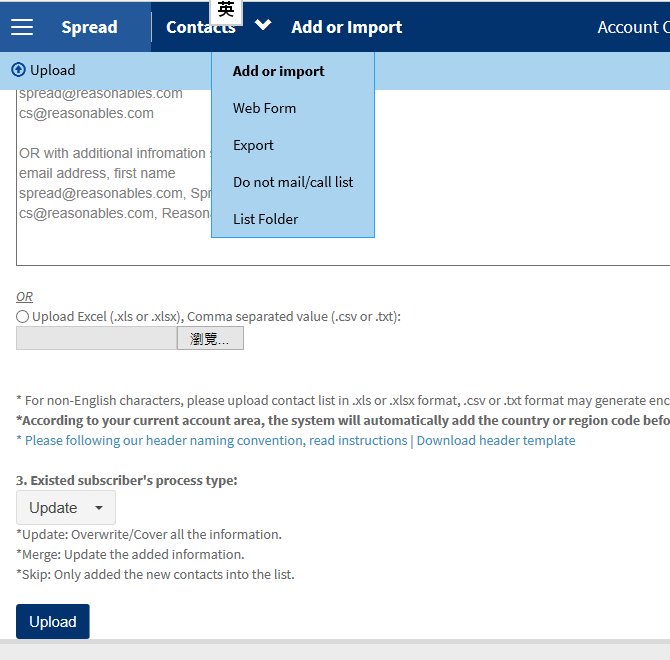 英
Spread Contacts Add or Import Account
Upload
Add or import
Web Form
Export
Do not mail/call list
List Folder
spread@reasonables.com
cs@reasonables.com
OR with additional infromation
email address, first name
spread@reasonables.com,
cs@reasonables.com,
OR
Upload Excel (.xls or .xlsx), Comma separated value (.csv or .txt):
瀏覽...
* For non-English characters, please upload contact list in .xls or .xlsx format, .csv or .txt format may generate
*According to your current account area, the system will automatically add the country or region code
* Please following our header naming convention, read instructions | Download header template
3. Existed subscriber's process type:
Update
*Update: Overwrite/Cover all the information.
*Merge: Update the added information.
*Skip: Only added the new contacts into the list.
Upload